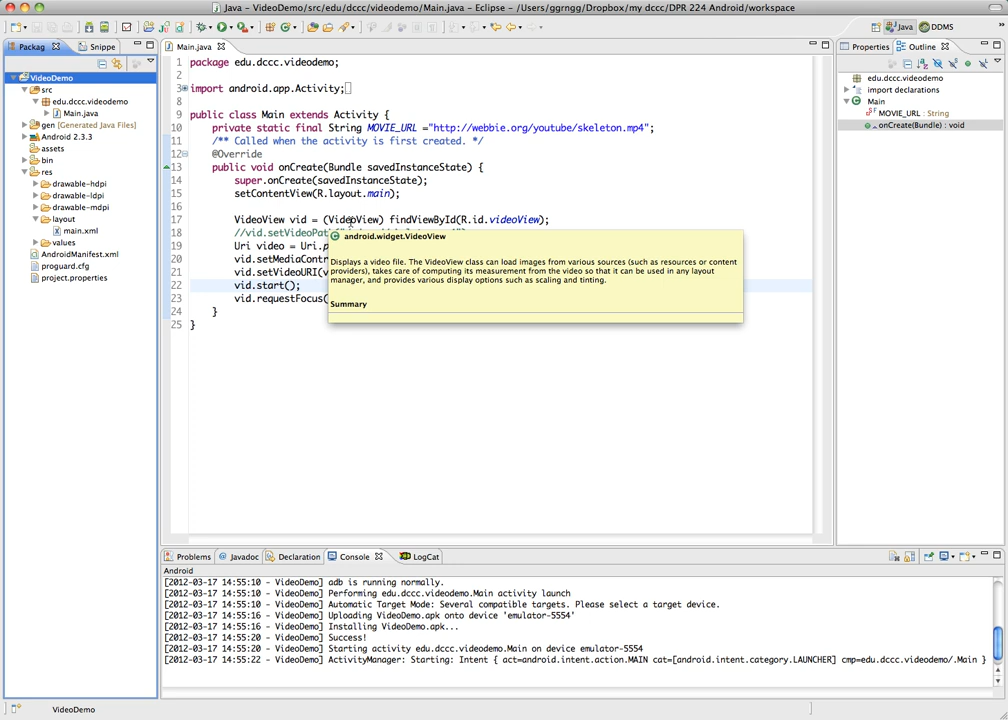 Java - VideoDemo/src/edu/dccc/videodemo/Main.java - Eclipse - /Users/ggrngg/Dropbox/my dccc/DPR 224 Android/workspace
Java
DDMS
Packag
Snippe
VideoDemo
src
edu.dccc.videodemo
Main.java
gen [Generated Java Files]
Android 2.3.3
assets
bin
res
drawable-hdpi
drawable-ldpi
drawable-mdpi
layout
main.xml
values
AndroidManifest.xml
proguard.cfg
project.properties
Main.java
1 package edu.dccc.videodemo;
2
3 import android.app.Activity;
8
9 public class Main extends Activity {
10 private static final String MOVIE_URL ="http://webbie.org/youtube/skeleton.mp4";
11 /** Called when the activity is first created. */
12 @Override
13 public void onCreate(Bundle savedInstanceState) {
14 super.onCreate(savedInstanceState);
15 setContentView(R.layout.main);
16
17 VideoView vid = (VideoView) findViewById(R.id.videoView);
18 //vid.setVideoPat
19 Uri video = Uri.p
20 vid.setMediaContr
21 vid.setVideoURI(v
22 vid.start();
23 vid.requestFocus(
24 }
25 }
android.widget.VideoView
Displays a video file. The VideoView class can load images from various sources (such as resources or content
providers), takes care of computing its measurement from the video so that it can be used in any layout
manager, and provides various display options such as scaling and tinting.
Summary
Properties
Outline
edu.dccc.videodemo
import declarations
Main
MOVIE_URL : String
onCreate(Bundle) : void
Problems
Javadoc
Declaration
Console
LogCat
Android
[2012-03-17 14:55:10 - VideoDemo] adb is running normally.
[2012-03-17 14:55:10 - VideoDemo] Performing edu.dccc.videodemo.Main activity launch
[2012-03-17 14:55:10 - VideoDemo] Automatic Target Mode: Several compatible targets. Please select a target device.
[2012-03-17 14:55:16 - VideoDemo] Uploading VideoDemo.apk onto device 'emulator-5554'
[2012-03-17 14:55:16 - VideoDemo] Installing VideoDemo.apk...
[2012-03-17 14:55:20 - VideoDemo] Success!
[2012-03-17 14:55:20 - VideoDemo] Starting activity edu.dccc.videodemo.Main on device emulator-5554
[2012-03-17 14:55:22 - VideoDemo] ActivityManager: Starting: Intent { act=android.intent.action.MAIN cat=[android.intent.category.LAUNCHER] cmp=edu.dccc.videodemo/.Main }
VideoDemo